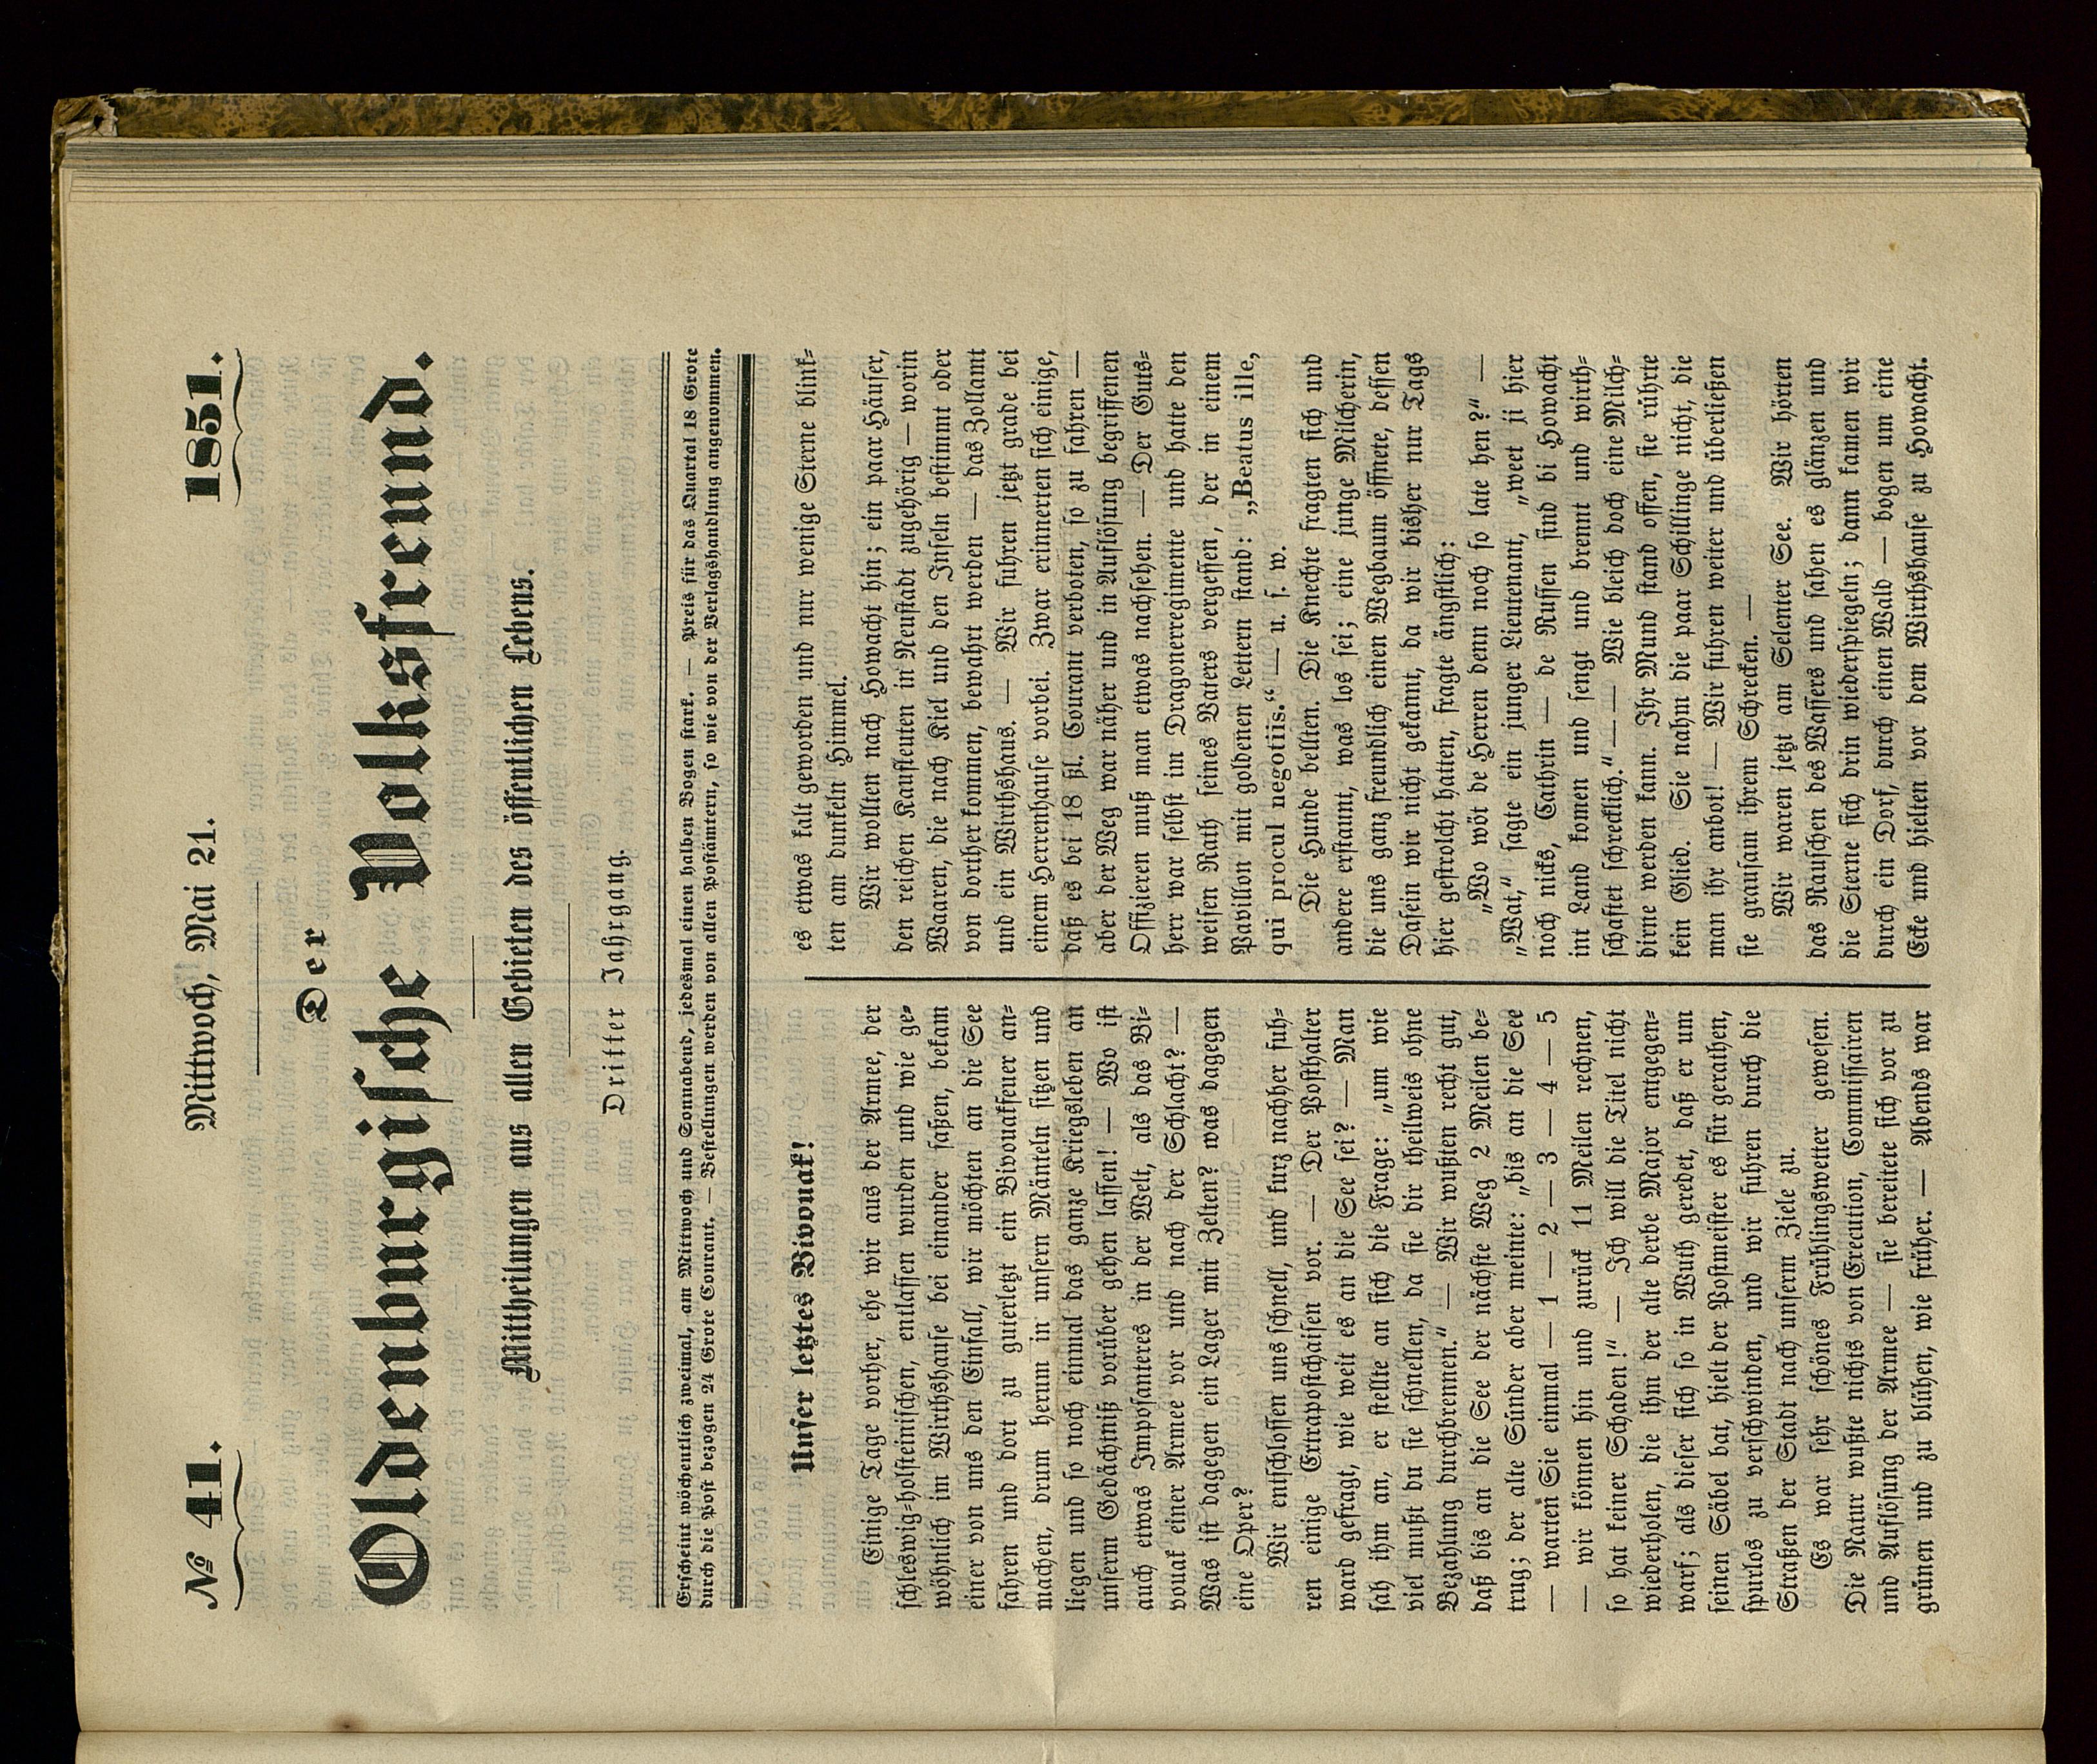 № 41.
Mittwoch, Mai 21.
1851.
Der
Oldenburgische Volksfreund.
Mittheilungen aus allen Gebieten des öffentlichen Lebens.
Dritter Jahrgang.
Erscheint wöchentlich zweimal, am Mittwoch und Sonnabend, jedesmal einen halben Bogen stark. — Preis für das Quartal 18 Grote
durch die Post bezogen 24 Grote Courant. — Bestellungen werden von allen Postämtern, so wie von der Verlagshandlung angenommen.
Unser letztes Bivouak!
Einige Tage vorher, ehe wir aus der Armee, der
schleswig-holsteinischen, entlassen wurden und wie ge-
wöhnlich im Wirthshause bei einander saßen, bekam
einer von uns den Einfall, wir möchten an die See
fahren und dort zu guterletzt ein Bivouakfeuer an-
machen, drum herum in unsern Mänteln sitzen und
liegen und so noch einmal das ganze Kriegsleben an
unserm Gedächtniß vorüber gehen lassen! — Wo ist
auch etwas Imposanteres in der Welt, als das Bi-
vouak einer Armee vor und nach der Schlacht? —
Was ist dagegen ein Lager mit Zelten? was dagegen
eine Oper?
Wir entschlossen uns schnell, und kurz nachher fuh-
ren einige Extrapostchaisen vor. — Der Posthalter
ward gefragt, wie weit es an die See sei? — Man
sah ihm an, er stellte an sich die Frage: „um wie
viel mußt du sie schnellen, da sie dir theilweis ohne
Bezahlung durchbrennen." — Wir wußten recht gut,
daß bis an die See der nächste Weg 2 Meilen be-
trug; der alte Sünder aber meinte: „bis an die See
— warten Sie einmal — 1 — 2 — 3 — 4 — 5
— wir können hin und zurück 11 Meilen rechnen,
so hat keiner Schaden!" — Ich will die Titel nicht
wiederholen, die ihm der alte derbe Major entgegen-
warf; als dieser sich so in Wuth geredet, daß er um
seinen Säbel bat, hielt der Postmeister es für gerathen,
spurlos zu verschwinden, und wir fuhren durch die
Straßen der Stadt nach unserm Ziele zu.
Es war sehr schönes Frühlingswetter gewesen.
Die Natur wußte nichts von Execution, Commissairen
und Auflösung der Armee — sie bereitete sich vor zu
grünen und zu blühen, wie früher. — Abends war
es etwas kalt geworden und nur wenige Sterne blink-
ten am dunkeln Himmel.
Wir wollten nach Howacht hin; ein paar Häuser,
den reichen Kaufleuten in Neustadt zugehörig — worin
Waaren, die nach Kiel und den Inseln bestimmt oder
von dorther kommen, bewahrt werden — das Zollamt
und ein Wirthshaus. — Wir fuhren jetzt grade bei
einem Herrenhause vorbei. Zwar erinnerten sich einige,
daß es bei 18 ßl. Courant verboten, so zu fahren —
aber der Weg war näher und in Auflösung begriffenen
Offizieren muß man etwas nachsehen. — Der Guts-
herr war selbst im Dragonerregimente und hatte den
weisen Rath seines Vaters vergessen, der in einem
Pavillon mit goldenen Lettern stand: „Beatus ille,
qui procul negotiis." — u. s. w.
Die Hunde bellten. Die Knechte fragten sich und
andere erstaunt, was los sei; eine junge Milcherin,
die uns ganz freundlich einen Wegbaum öffnete, dessen
Dasein wir nicht gekannt, da wir bisher nur Tags
hier gestrolcht hatten, fragte ängstlich:
„Wo wöt de Herren denn noch so late hen?" —
„Wat," sagte ein junger Lieutenant, „weet ji hier
noch nicks, Cathrin — de Russen sind bi Howacht
int Land komen und sengt und brennt und wirth-
schaftet schrecklich." — — Wie bleich doch eine Milch-
dirne werden kann. Ihr Mund stand offen, sie rührte
kein Glied. Sie nahm die paar Schillinge nicht, die
man ihr anbot! — Wir fuhren weiter und überließen
sie grausam ihrem Schrecken. —
Wir waren jetzt am Selenter See. Wir hörten
das Rauschen des Wassers und sahen es glänzen und
die Sterne sich drin wiederspiegeln; dann kamen wir
durch ein Dorf, durch einen Wald — bogen um eine
Ecke und hielten vor dem Wirthshause zu Howacht.